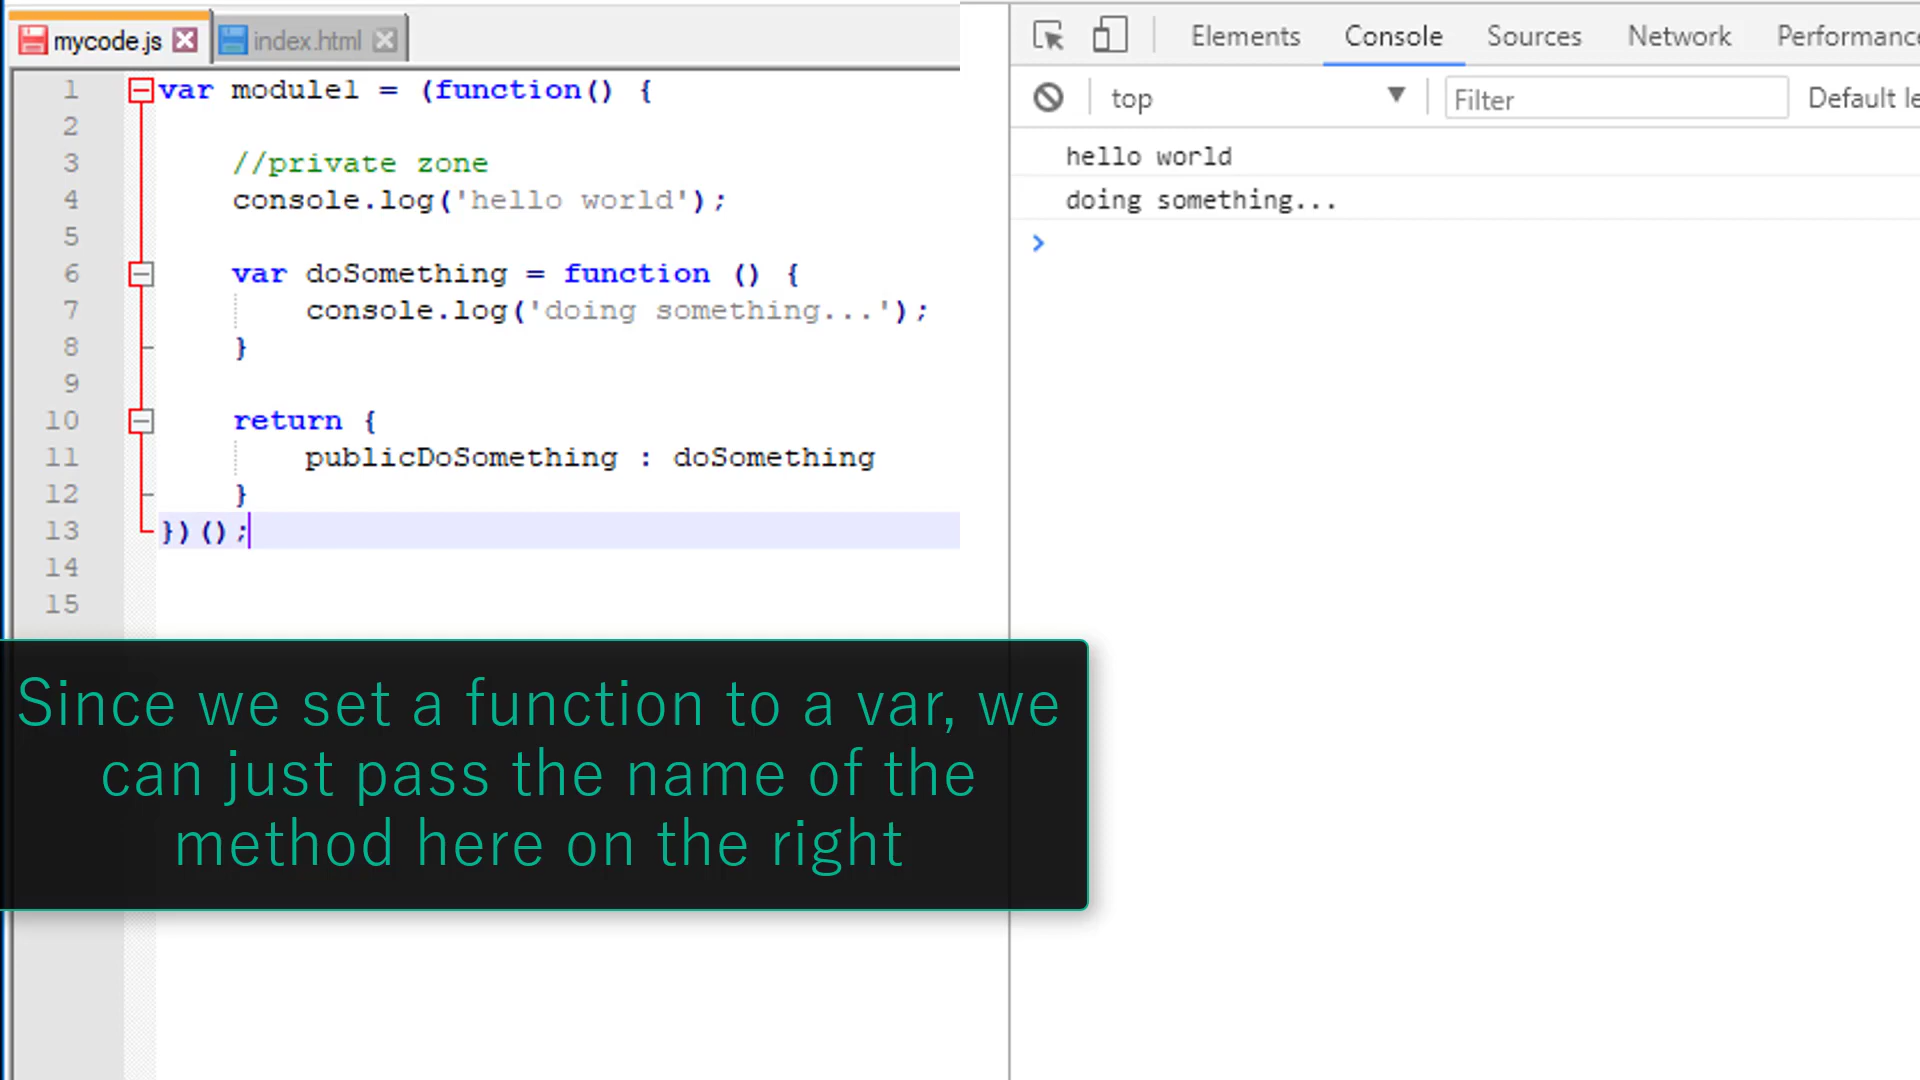 mycode.js
index.html
1 var module1 = (function() {
2
3 //private zone
4 console.log('hello world');
5
6 var doSomething = function () {
7 console.log('doing something...');
8 }
9
10 return {
11 publicDoSomething : doSomething
12 }
13 })();
14
15
Since we set a function to a var, we
can just pass the name of the
method here on the right
Elements Console Sources Network Performance
top Filter Default le
hello world
doing something...
>